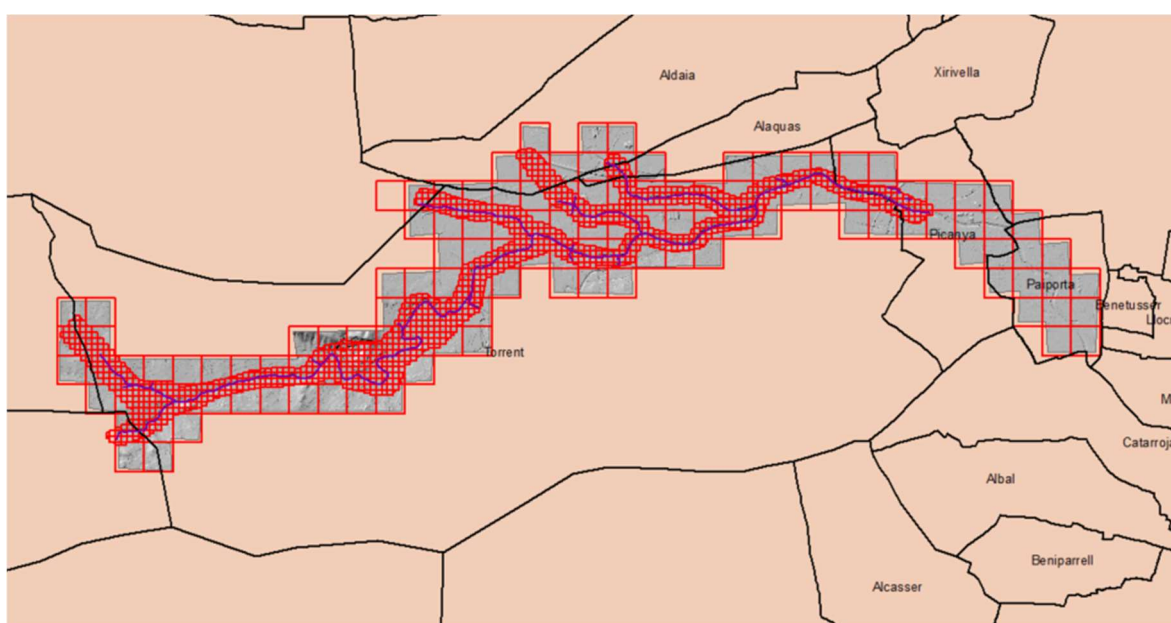 Aldaia
Xirivella
Alaquas
Picanya
Paiporta
Benetusser
Torrent
Catarroja
Albal
Beniparrell
Alcasser